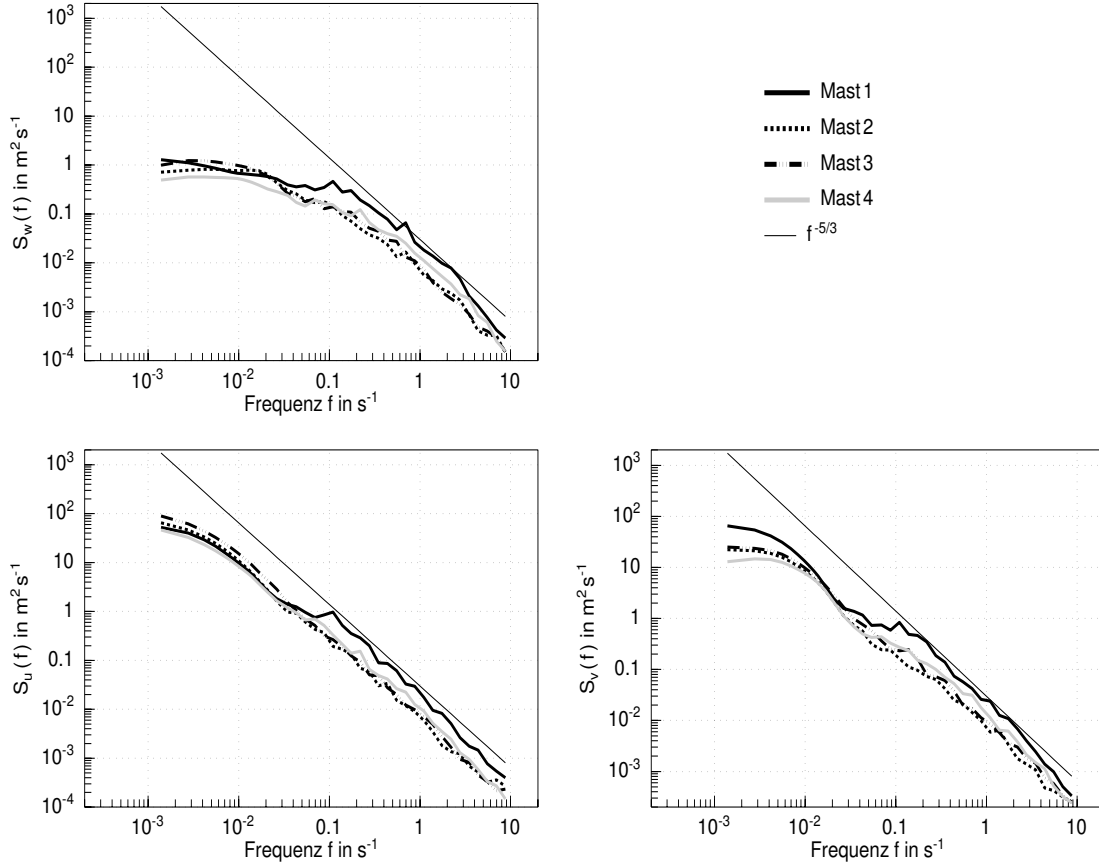 10³
10²
10
1
0.1
10⁻²
10⁻³
10⁻⁴
S_w (f) in m² s⁻¹
10⁻³ 10⁻² 0.1 1 10
Frequenz f in s⁻¹
Mast 1
Mast 2
Mast 3
Mast 4
f⁻⁵/³
10³
10²
10
1
0.1
10⁻²
10⁻³
10⁻⁴
S_u (f) in m² s⁻¹
10⁻³ 10⁻² 0.1 1 10
Frequenz f in s⁻¹
10³
10²
10
1
0.1
10⁻²
10⁻³
S_v (f) in m² s⁻¹
10⁻³ 10⁻² 0.1 1 10
Frequenz f in s⁻¹